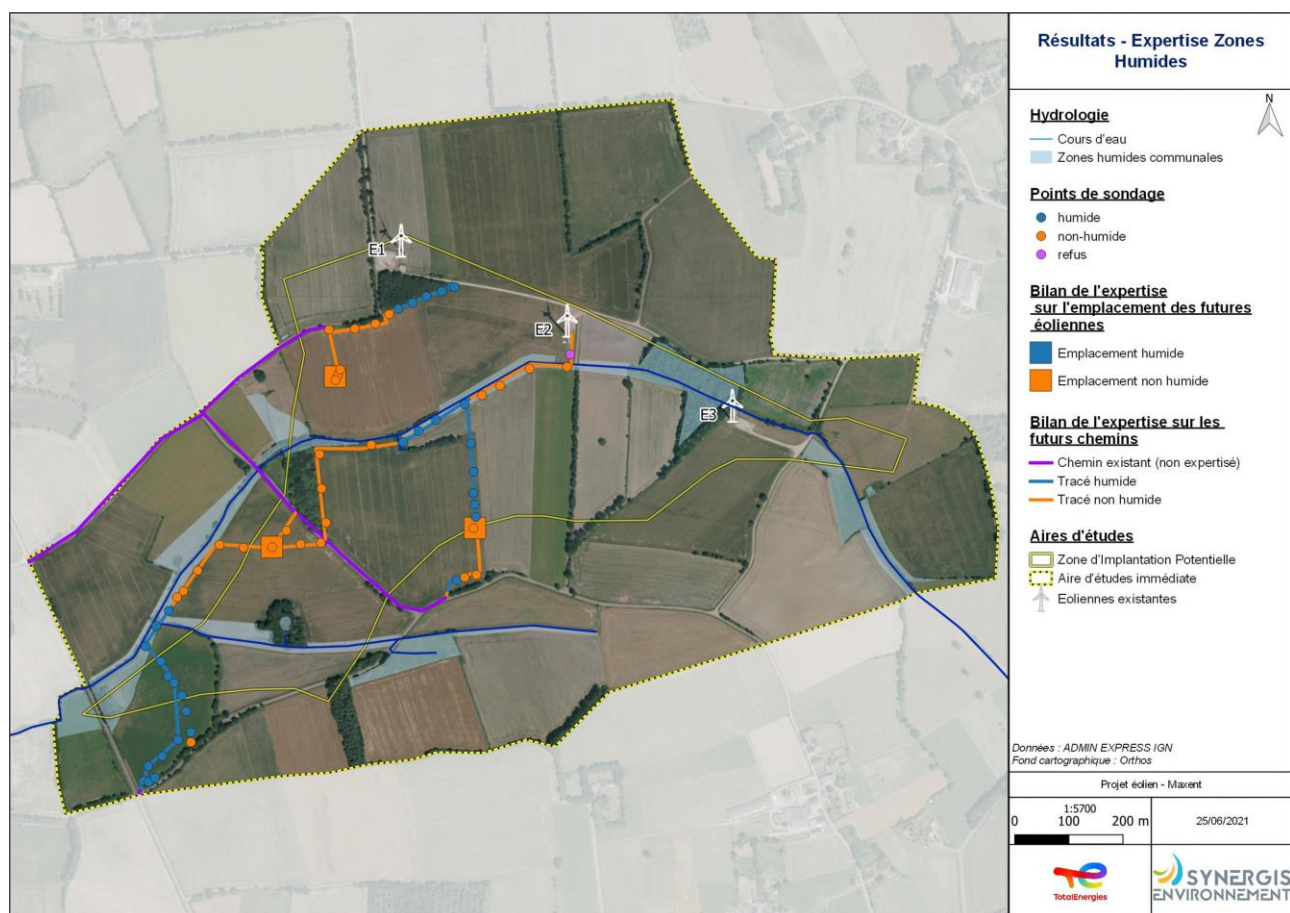 E1
E2
E3
Résultats - Expertise Zones
Humides
N
Hydrologie
Cours d'eau
Zones humides communales
Points de sondage
humide
non-humide
refus
Bilan de l'expertise
sur l'emplacement des futures
éoliennes
Emplacement humide
Emplacement non humide
Bilan de l'expertise sur les
futurs chemins
Chemin existant (non expertisé)
Tracé humide
Tracé non humide
Aires d'études
Zone d'Implantation Potentielle
Aire d'études immédiate
Eoliennes existantes
Données : ADMIN EXPRESS IGN
Fond cartographique : Orthos
Projet éolien - Maxent
1:5700
0 100 200 m
25/06/2021
TotalEnergies
SYNERGIS
ENVIRONNEMENT